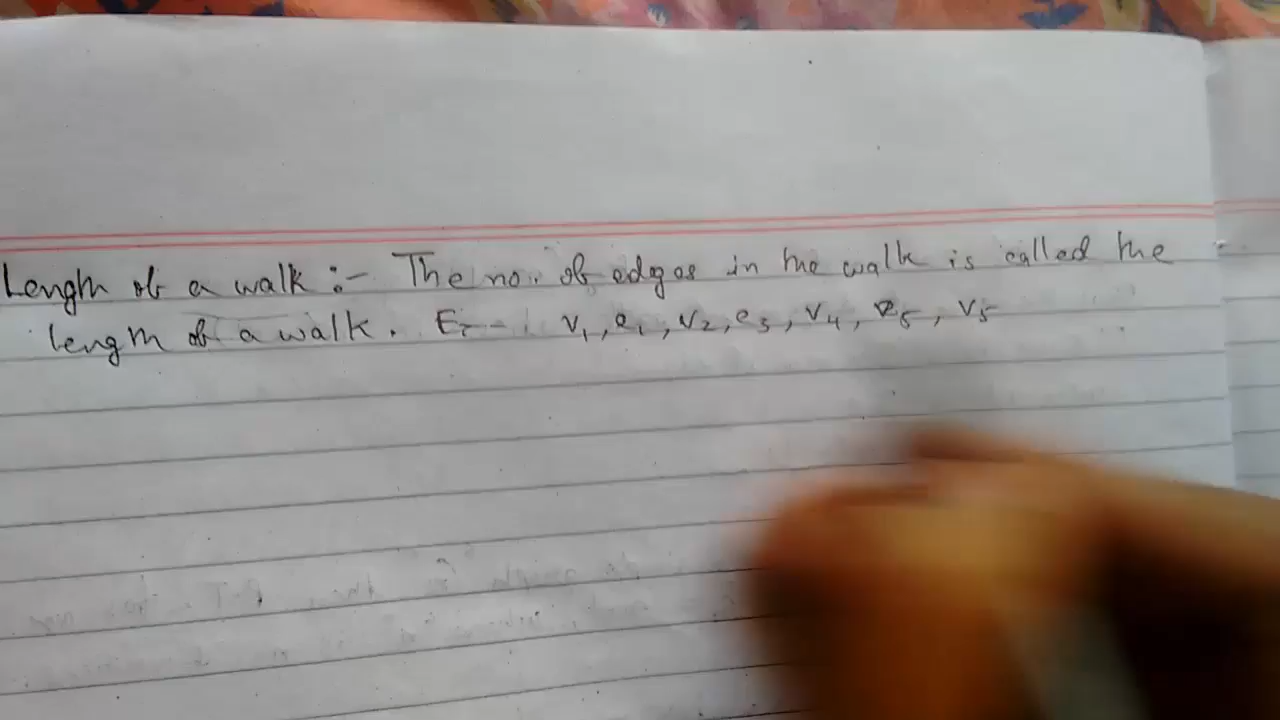 Length of a walk :- The no. of edges in the walk is called the
length of a walk. v1, e1, v2, e3, v4, e5, v5